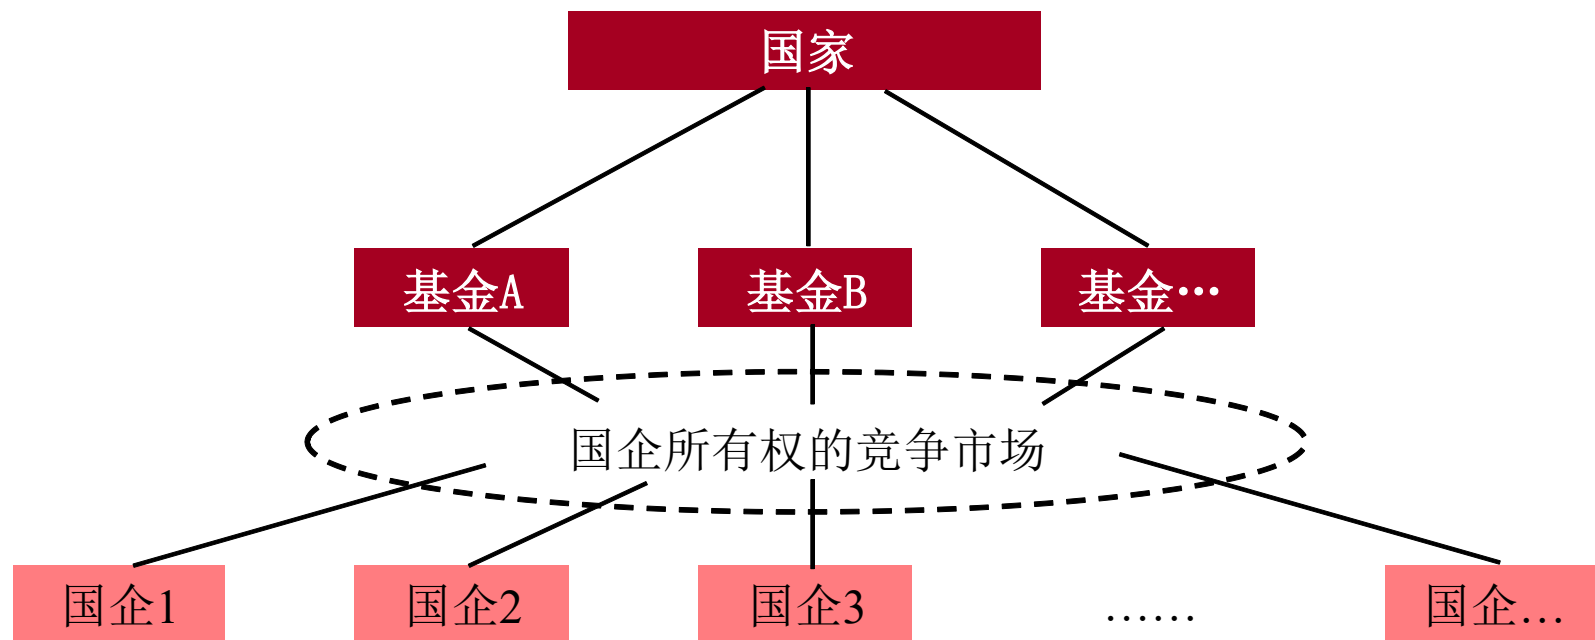 国家
基金A
基金B
基金…
国企所有权的竞争市场
国企1
国企2
国企3
……
国企…